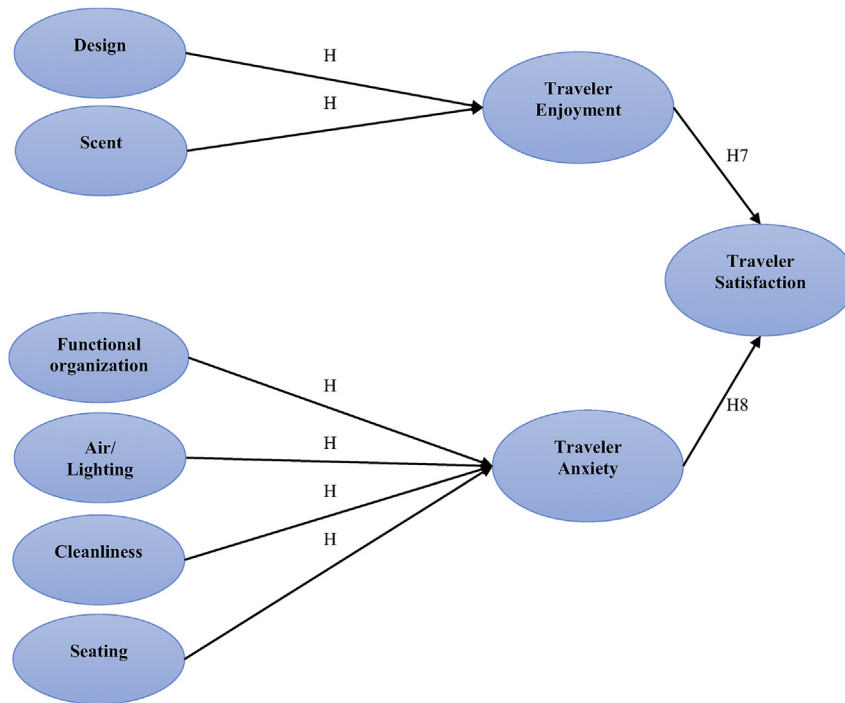 Design
H
Traveler
Enjoyment
H
Scent
H7
Traveler
Satisfaction
Functional
organization
H
H8
Air/
Lighting
H
Traveler
Anxiety
H
Cleanliness
H
Seating